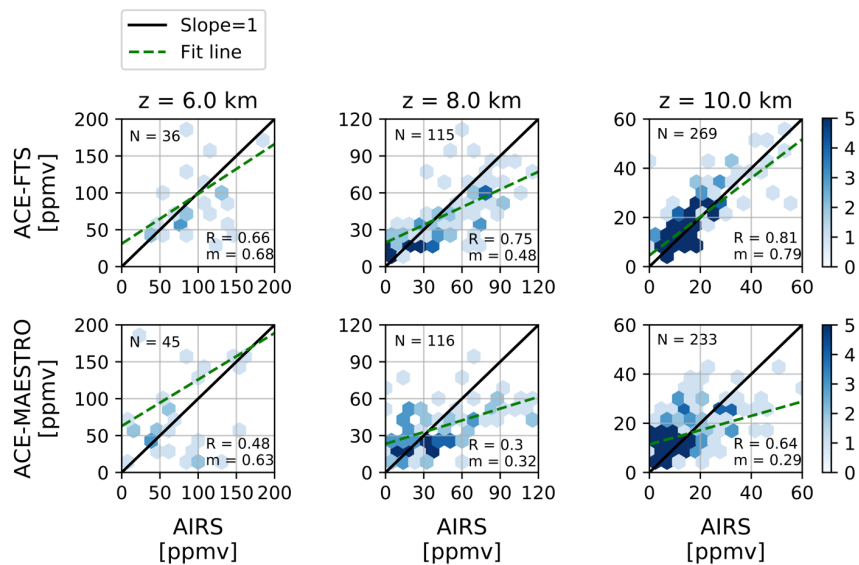 Slope=1
Fit line
z = 6.0 km
z = 8.0 km
z = 10.0 km
ACE-FTS
[ppmv]
200
150
100
50
0
N = 36
R = 0.66
m = 0.68
0 50 100 150 200
120
90
60
30
0
N = 115
R = 0.75
m = 0.48
0 30 60 90 120
60
40
20
0
N = 269
R = 0.81
m = 0.79
0 20 40 60
5
4
3
2
1
0
ACE-MAESTRO
[ppmv]
200
150
100
50
0
N = 45
R = 0.48
m = 0.63
0 50 100 150 200
AIRS
[ppmv]
120
90
60
30
0
N = 116
R = 0.3
m = 0.32
0 30 60 90 120
AIRS
[ppmv]
60
40
20
0
N = 233
R = 0.64
m = 0.29
0 20 40 60
AIRS
[ppmv]
5
4
3
2
1
0